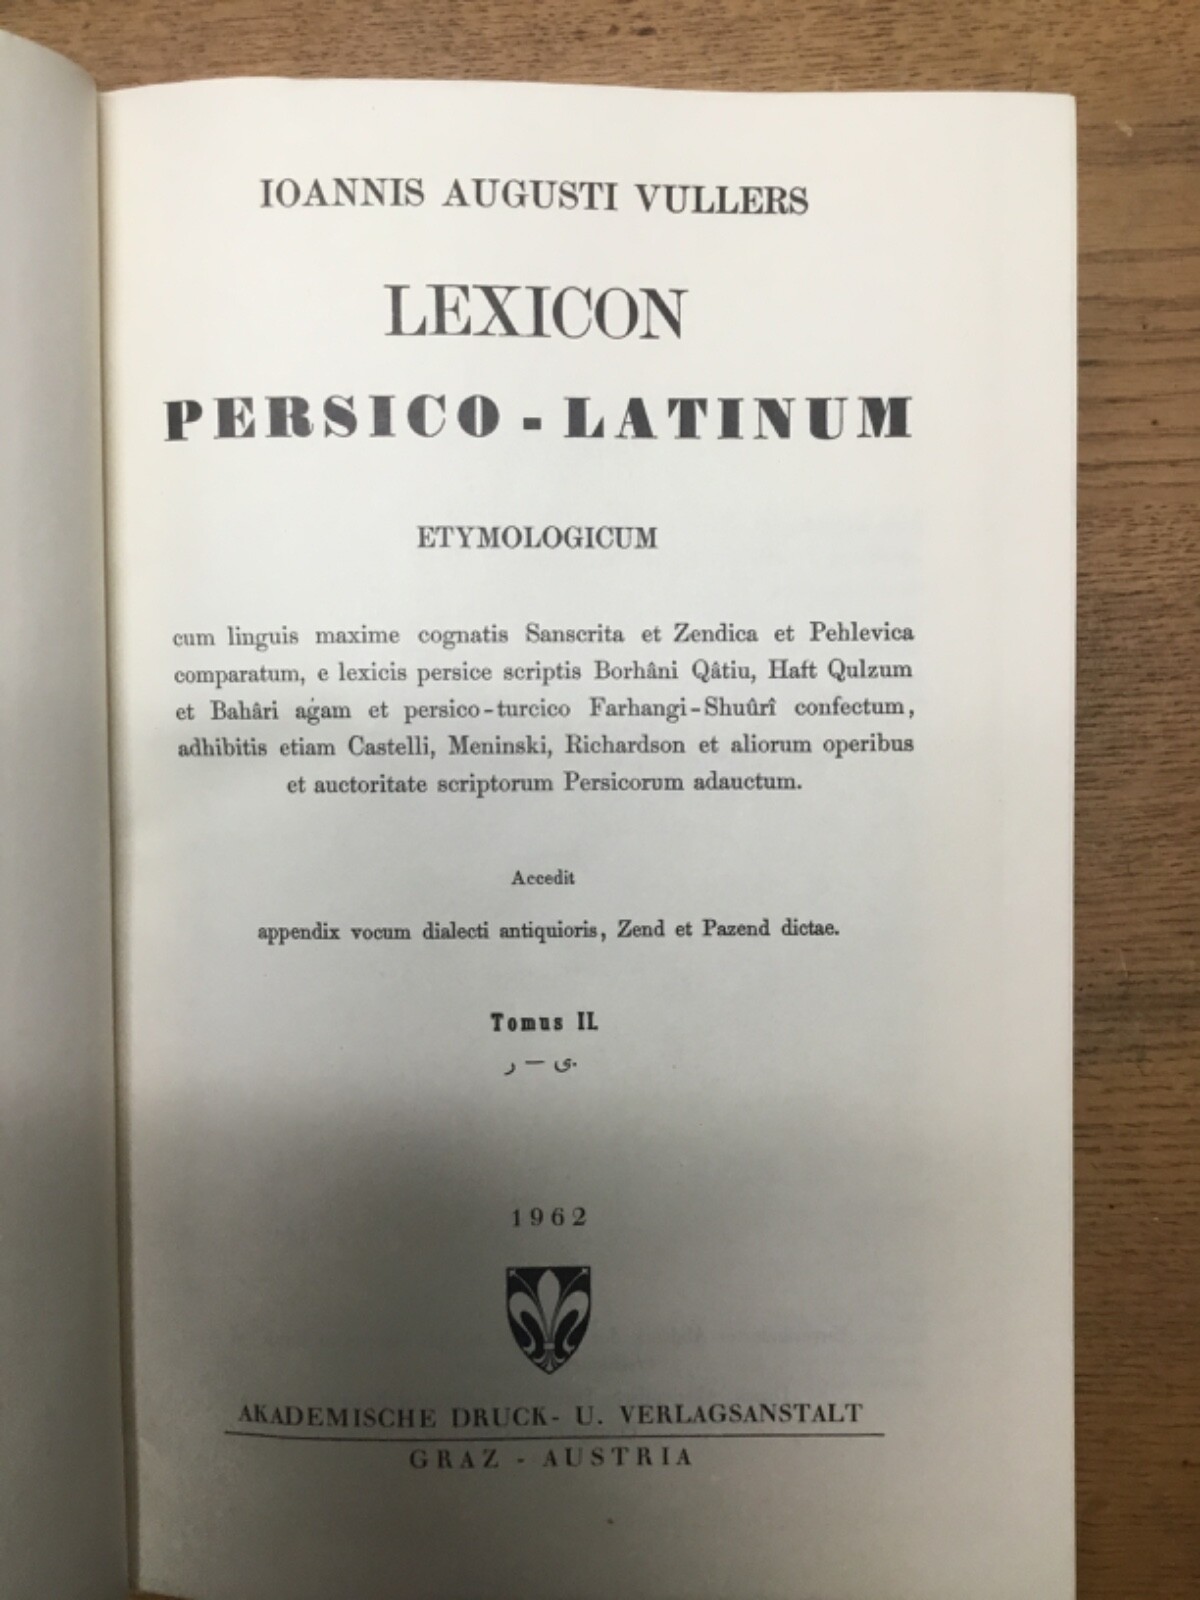 IOANNIS AUGUSTI VULLERS
LEXICON
PERSICO - LATINUM
ETYMOLOGICUM
cum linguis maxime cognatis Sanscrita et Zendica et Pehlevica
comparatum, e lexicis persice scriptis Borhâni Qâtiu, Haft Qulzum
et Bahâri aġam et persico-turcico Farhangi-Shuûrî confectum,
adhibitis etiam Castelli, Meninski, Richardson et aliorum operibus
et auctoritate scriptorum Persicorum adauctum.
Accedit
appendix vocum dialecti antiquioris, Zend et Pazend dictae.
Tomus II.
ر — ى.
1962
AKADEMISCHE DRUCK- U. VERLAGSANSTALT
GRAZ - AUSTRIA